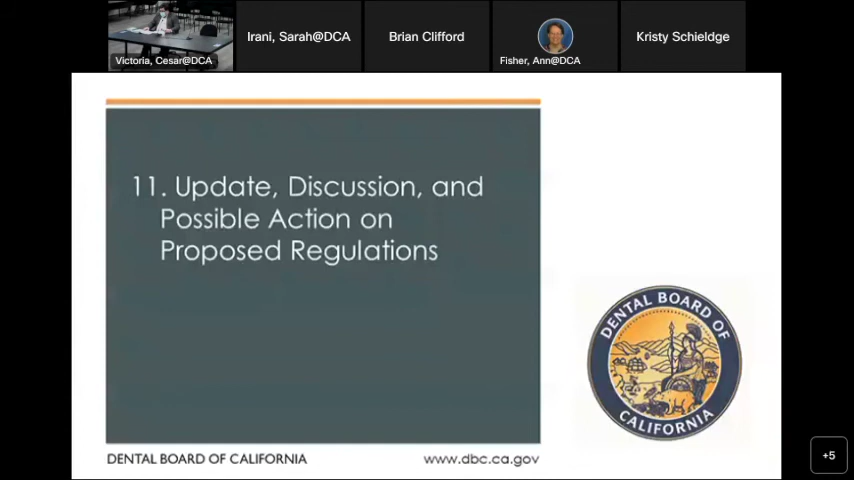 Victoria, Cesar@DCA
Irani, Sarah@DCA
Brian Clifford
Fisher, Ann@DCA
Kristy Schieldge
11. Update, Discussion, and
Possible Action on
Proposed Regulations
DENTAL BOARD OF
CALIFORNIA
DENTAL BOARD OF CALIFORNIA
www.dbc.ca.gov
+5